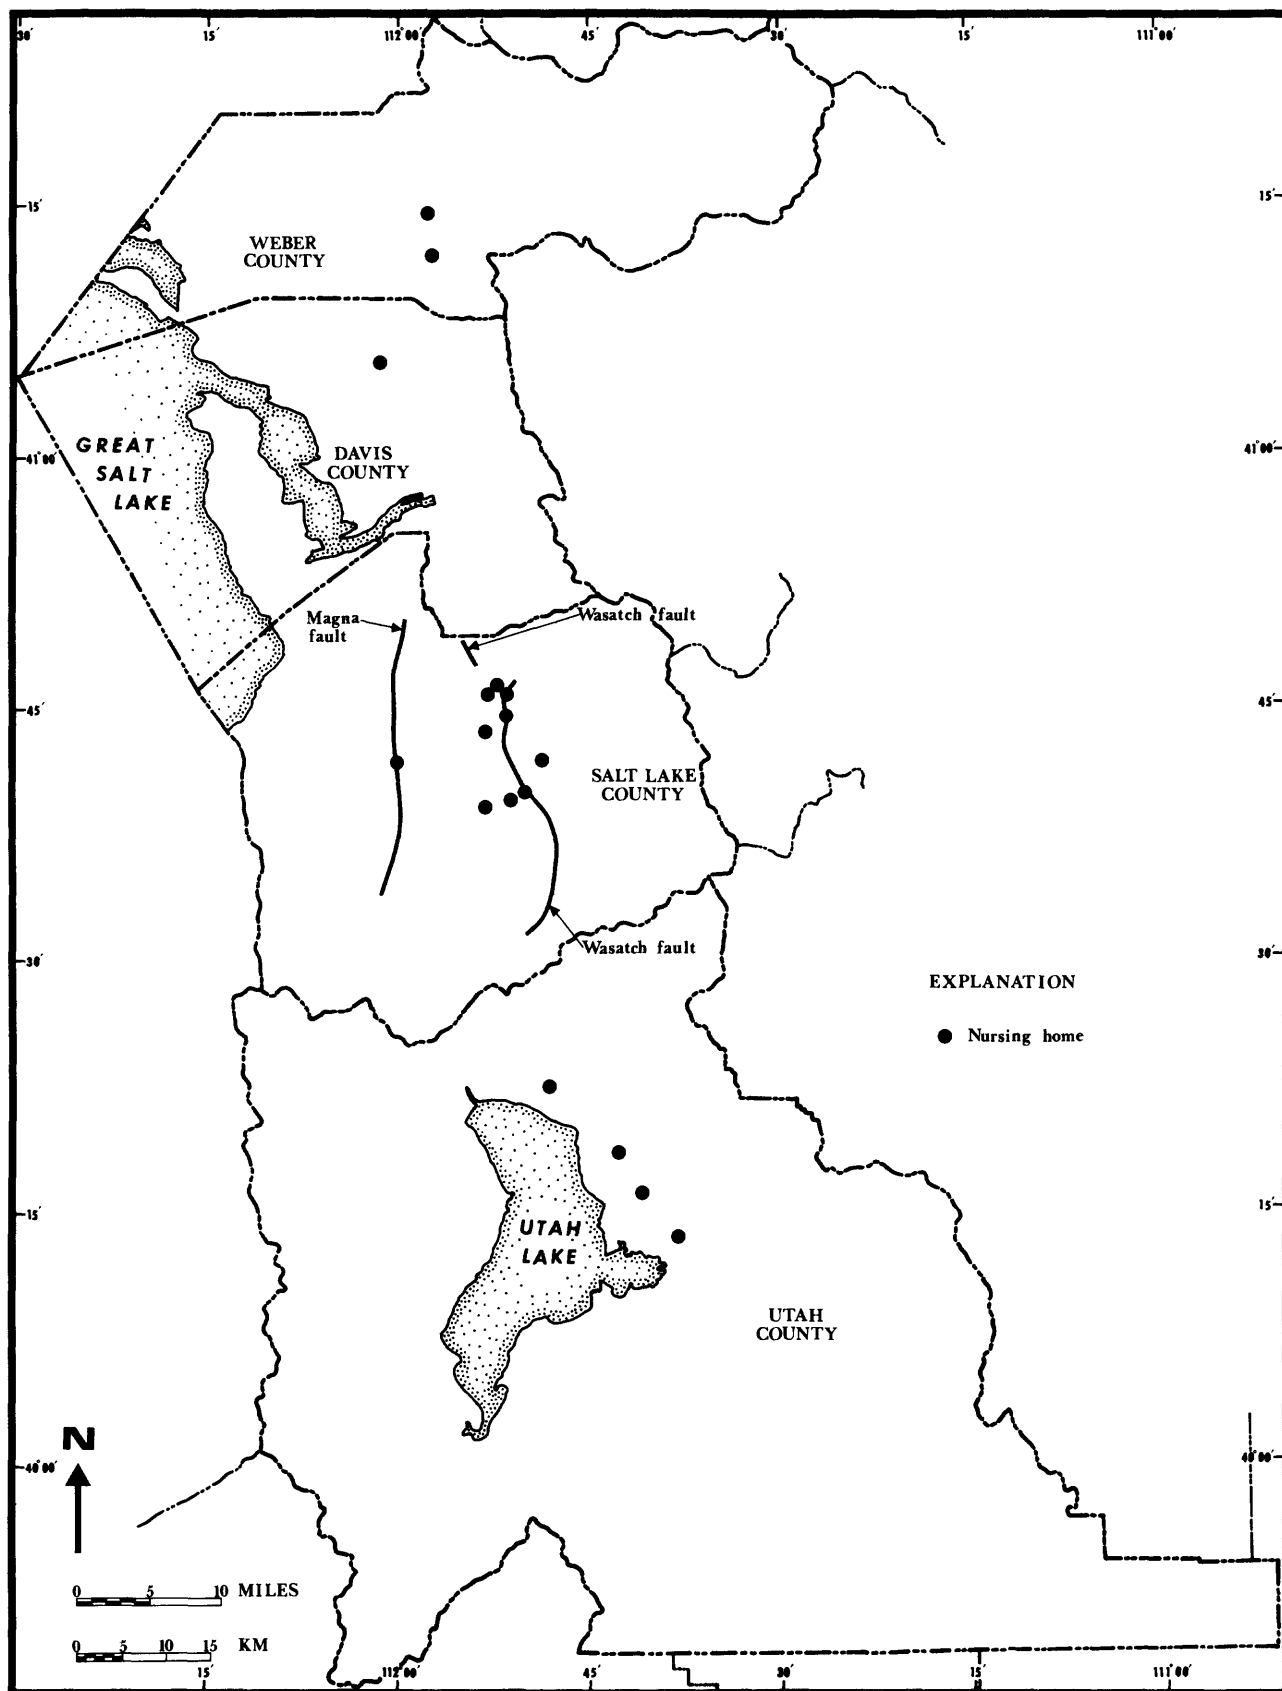 30′ 15′ 112°00′ 45′ 30′ 15′ 111°00′
15′ 15′
WEBER
COUNTY
41°00′ 41°00′
GREAT
SALT
LAKE
DAVIS
COUNTY
Magna
fault
Wasatch fault
45′ 45′
SALT LAKE
COUNTY
Wasatch fault
30′ 30′
EXPLANATION
Nursing home
15′ 15′
UTAH
LAKE
UTAH
COUNTY
N
40°00′ 40°00′
0 5 10 MILES
0 5 10 15 KM
15′ 112°00′ 45′ 30′ 15′ 111°00′